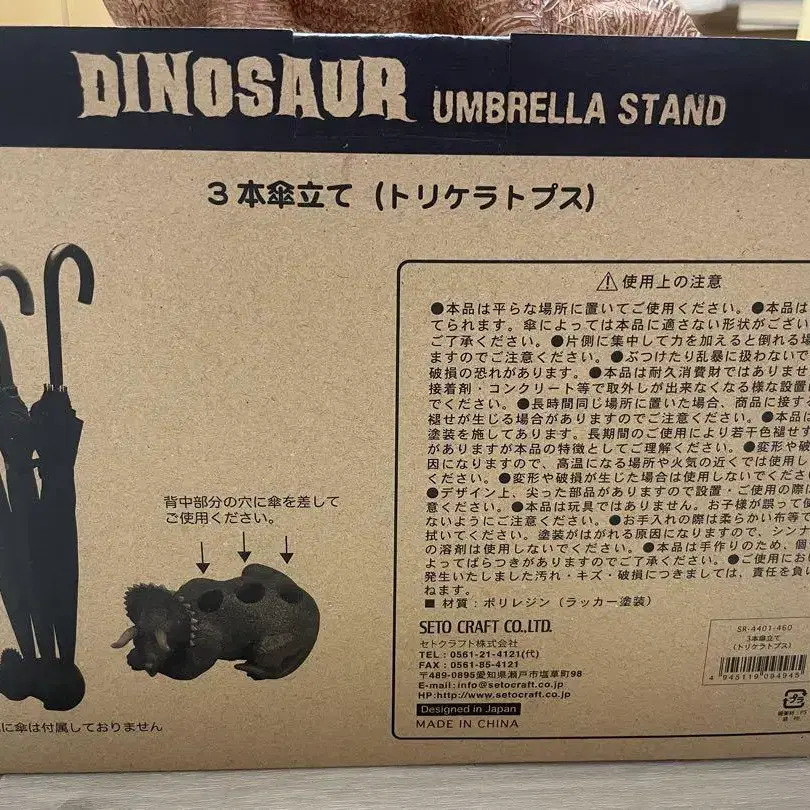 DINOSAUR UMBRELLA STAND
3本傘立て（トリケラトプス）
背中部分の穴に傘を差して
ご使用ください。
に傘は付属しておりません
⚠使用上の注意
●本品は平らな場所に置いてご使用ください。●本品は
てられます。傘によっては本品に適さない形状がござい
ご了承ください。●片側に集中して力を加えると倒れる場
ますのでご注意ください。●ぶつけたり乱暴に扱わないで
破損の恐れがあります。●本品は耐久消費財ではありませ
接着剤・コンクリート等で取外しが出来なくなる様な設置
でください。●長時間同じ場所に置いた場合、商品に接する
褪せが生じる場合がありますのでご注意ください。●本品は
塗装を施してあります。長期間のご使用により若干色褪せす
がありますが本品の特徴としてご理解ください。●変形や破
因になりますので、高温になる場所や火気の近くでは使用し
●変形や破損が生じた場合は使用しないでくださ
●デザイン上、尖った部品がありますので設置・ご使用の際に
意ください。●本品は玩具ではありません。お子様が誤って使
ないようにご注意ください。●お手入れの際は柔らかい布等で
拭いてください。塗装がはがれる原因になりますので、シンナ
の溶剤は使用しないでください。●本品は手作りのため、個
よってばらつきがありますのでご了承ください。●ご使用におい
発生いたしました汚れ・キズ・破損につきましては、責任を負い
ねます。
■ 材質：ポリレジン（ラッカー塗装）
SETO CRAFT CO.,LTD.
セトクラフト株式会社
TEL：0561-21-4121(代)
FAX：0561-85-4121
〒489-0895愛知県瀬戸市塩草町98
E-mail:info@setocraft.co.jp
HP:http://www.setocraft.co.jp
Designed in Japan
MADE IN CHINA
SR-4401-460
3本傘立て
（トリケラトプス）
4 945119 094945
プラ